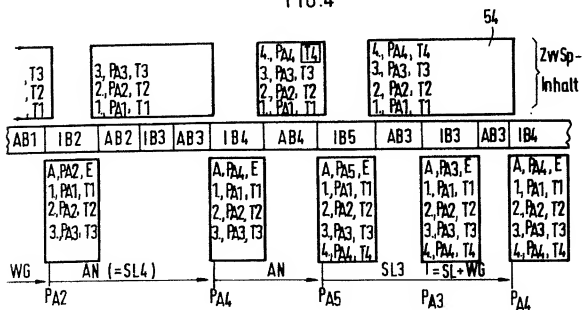 FIG.4
54
,T3
,T2
,T1
3, PA3, T3
2, PA2, T2
1, PA1, T1
4., PA4, T4
3, PA3, T3
2, PA2, T2
1., PA1, T1
4., PA4, T4
3, PA3, T3
2, PA2, T2
1., PA1, T1
ZwSp-
Inhalt
AB1 IB2 AB2 IB3 AB3 IB4 AB4 IB5 AB3 IB3 AB3 IB4
A, PA2, E
1., PA1, T1
2., PA2, T2
3., PA3, T3
A, PA4, E
1., PA1, T1
2., PA2, T2
3., PA3, T3
A, PA5, E
1., PA1, T1
2., PA2, T2
3., PA3, T3
4., PA4, T4
A, PA3, E
1., PA1, T1
2., PA2, T2
3., PA3, T3
4., PA4, T4
A, PA4, E
1., PA1, T1
2., PA2, T2
3., PA3, T3
4., PA4, T4
WG AN (=SL4) AN SL3 (=SL+WG
PA2 PA4 PA5 PA3 PA4